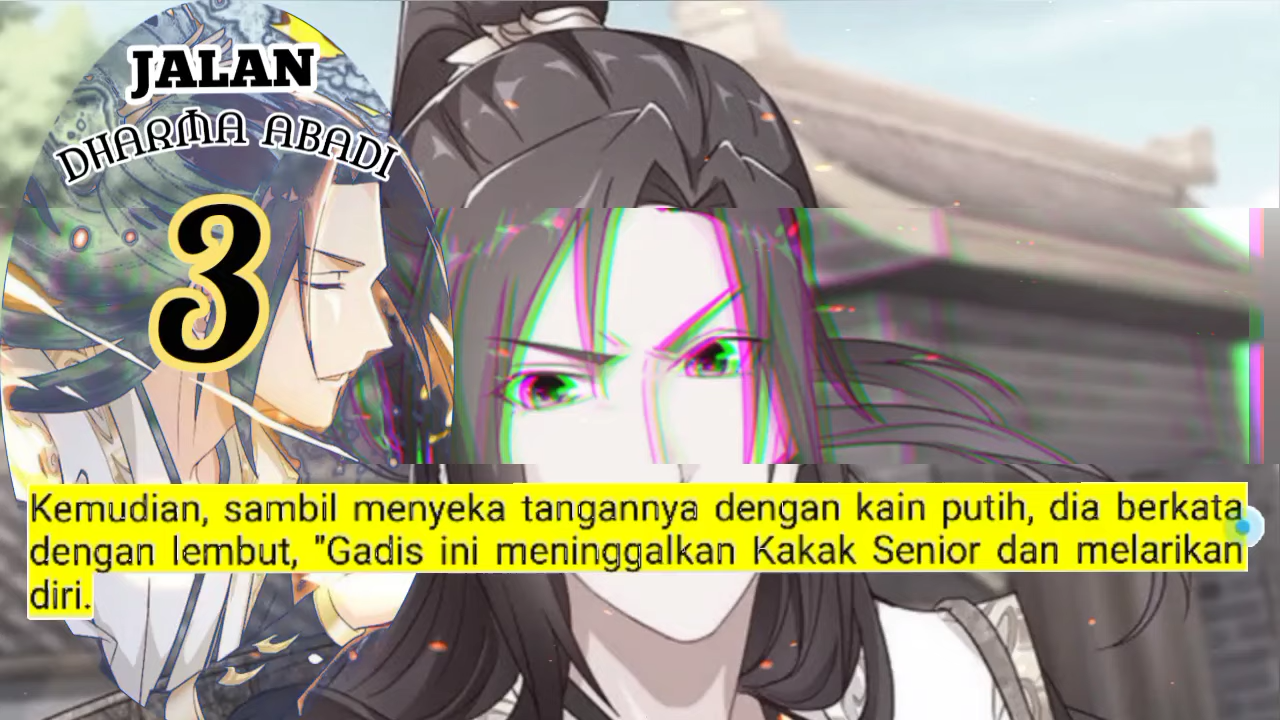 JALAN
DHARMA ABADI
3
Kemudian, sambil menyeka tangannya dengan kain putih, dia berkata
dengan lembut, "Gadis ini meninggalkan Kakak Senior dan melarikan
diri.